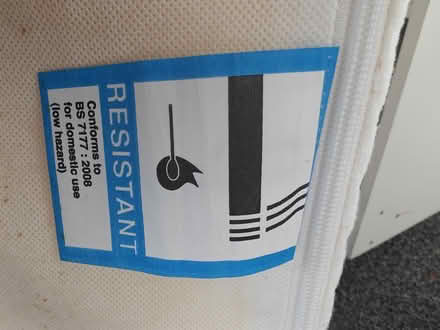 RESISTANT
Conforms to
BS 7177 : 2008
for domestic use
(low hazard)